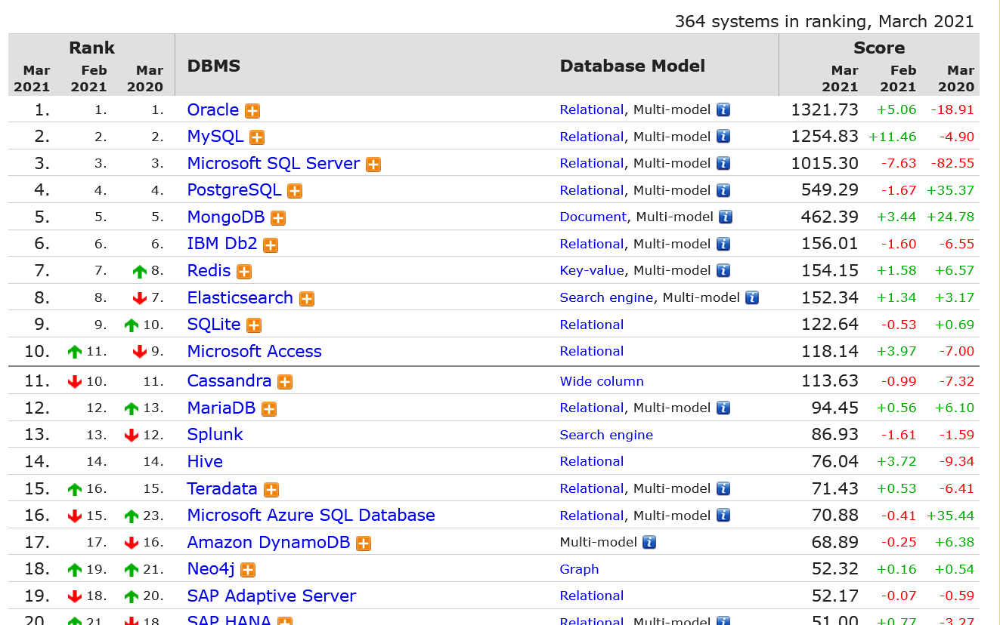 364 systems in ranking, March 2021
Rank DBMS Database Model Score
Mar 2021 Feb 2021 Mar 2020 Mar 2021 Feb 2021 Mar 2020
1. 1. 1. Oracle Relational, Multi-model 1321.73 +5.06 -18.91
2. 2. 2. MySQL Relational, Multi-model 1254.83 +11.46 -4.90
3. 3. 3. Microsoft SQL Server Relational, Multi-model 1015.30 -7.63 -82.55
4. 4. 4. PostgreSQL Relational, Multi-model 549.29 -1.67 +35.37
5. 5. 5. MongoDB Document, Multi-model 462.39 +3.44 +24.78
6. 6. 6. IBM Db2 Relational, Multi-model 156.01 -1.60 -6.55
7. 7. 8. Redis Key-value, Multi-model 154.15 +1.58 +6.57
8. 8. 7. Elasticsearch Search engine, Multi-model 152.34 +1.34 +3.17
9. 9. 10. SQLite Relational 122.64 -0.53 +0.69
10. 11. 9. Microsoft Access Relational 118.14 +3.97 -7.00
11. 10. 11. Cassandra Wide column 113.63 -0.99 -7.32
12. 12. 13. MariaDB Relational, Multi-model 94.45 +0.56 +6.10
13. 13. 12. Splunk Search engine 86.93 -1.61 -1.59
14. 14. 14. Hive Relational 76.04 +3.72 -9.34
15. 16. 15. Teradata Relational, Multi-model 71.43 +0.53 -6.41
16. 15. 23. Microsoft Azure SQL Database Relational, Multi-model 70.88 -0.41 +35.44
17. 17. 16. Amazon DynamoDB Multi-model 68.89 -0.25 +6.38
18. 19. 21. Neo4j Graph 52.32 +0.16 +0.54
19. 18. 20. SAP Adaptive Server Relational 52.17 -0.07 -0.59
20. 21. 18. SAP HANA Relational, Multi-model 51.00 +0.77 -3.27